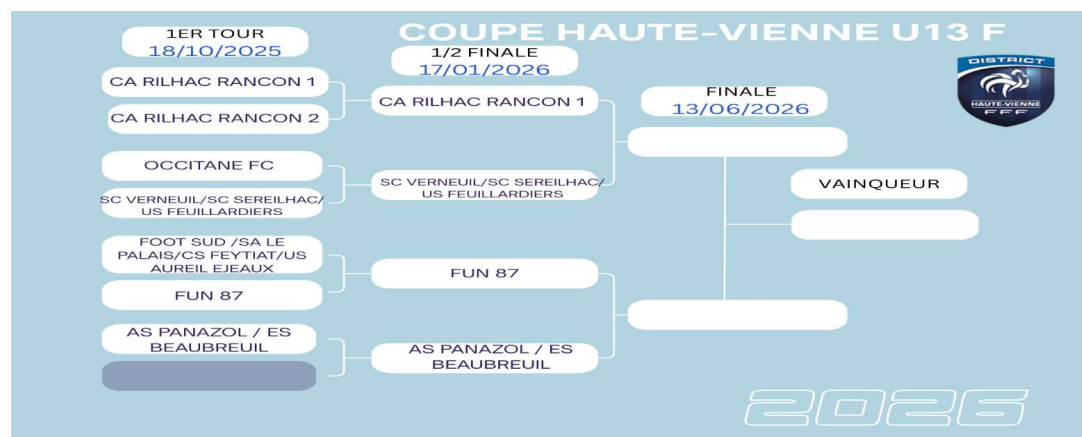 COUPE HAUTE-VIENNE U13 F
1ER TOUR
18/10/2025
1/2 FINALE
17/01/2026
FINALE
13/06/2026
VAINQUEUR
DISTRICT
HAUTE-VIENNE
FFF
CA RILHAC RANCON 1
CA RILHAC RANCON 2
OCCITANE FC
SC VERNEUIL/SC SEREILHAC/
US FEUILLARDIERS
FOOT SUD /SA LE
PALAIS/CS FEYTIAT/US
AUREIL EJEAUX
FUN 87
AS PANAZOL / ES
BEAUBREUIL
CA RILHAC RANCON 1
SC VERNEUIL/SC SEREILHAC/
US FEUILLARDIERS
FUN 87
AS PANAZOL / ES
BEAUBREUIL
2026